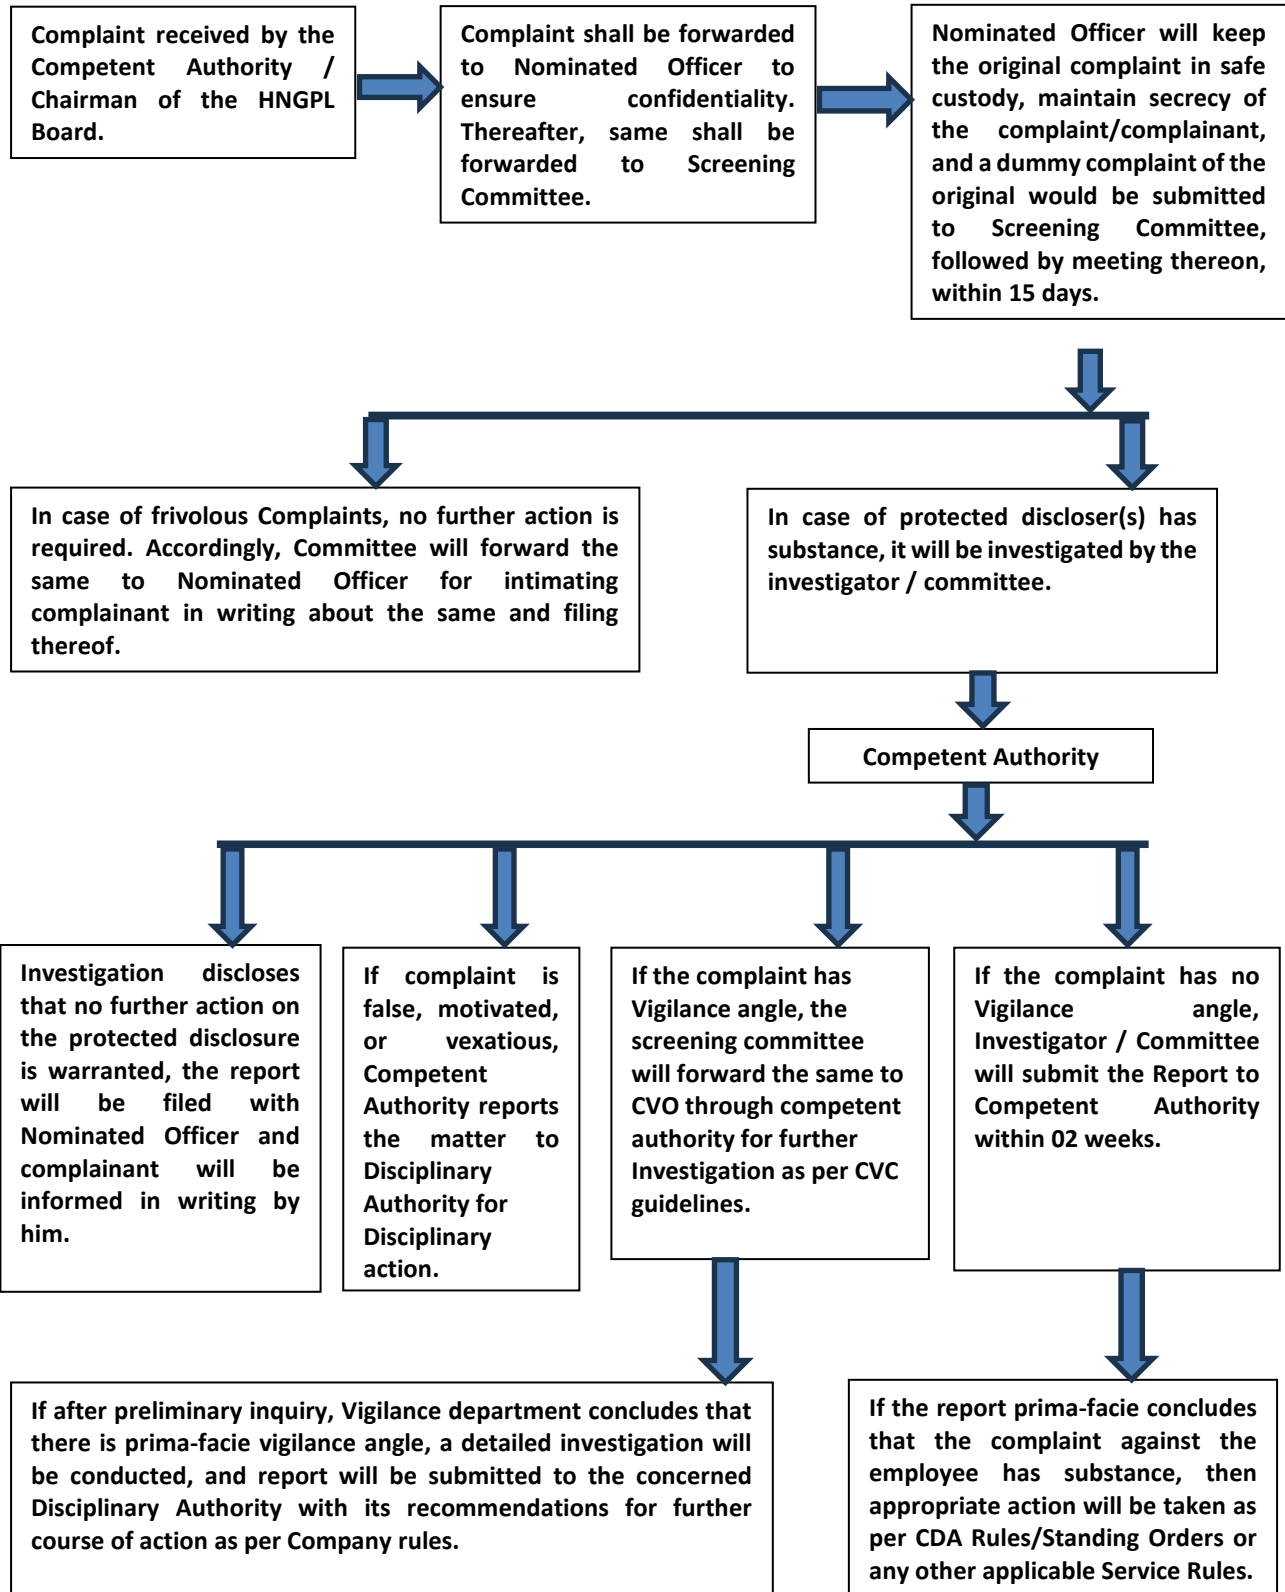 Complaint received by the
Competent Authority /
Chairman of the HNGPL
Board.
Complaint shall be forwarded
to Nominated Officer to
ensure confidentiality.
Thereafter, same shall be
forwarded to Screening
Committee.
Nominated Officer will keep
the original complaint in safe
custody, maintain secrecy of
the complaint/complainant,
and a dummy complaint of the
original would be submitted
to Screening Committee,
followed by meeting thereon,
within 15 days.
In case of frivolous Complaints, no further action is
required. Accordingly, Committee will forward the
same to Nominated Officer for intimating
complainant in writing about the same and filing
thereof.
In case of protected discloser(s) has
substance, it will be investigated by the
investigator / committee.
Competent Authority
Investigation discloses
that no further action on
the protected disclosure
is warranted, the report
will be filed with
Nominated Officer and
complainant will be
informed in writing by
him.
If complaint is
false, motivated,
or vexatious,
Competent
Authority reports
the matter to
Disciplinary
Authority for
Disciplinary
action.
If the complaint has
Vigilance angle, the
screening committee
will forward the same to
CVO through competent
authority for further
Investigation as per CVC
guidelines.
If the complaint has no
Vigilance angle,
Investigator / Committee
will submit the Report to
Competent Authority
within 02 weeks.
If after preliminary inquiry, Vigilance department concludes that
there is prima-facie vigilance angle, a detailed investigation will
be conducted, and report will be submitted to the concerned
Disciplinary Authority with its recommendations for further
course of action as per Company rules.
If the report prima-facie concludes
that the complaint against the
employee has substance, then
appropriate action will be taken as
per CDA Rules/Standing Orders or
any other applicable Service Rules.